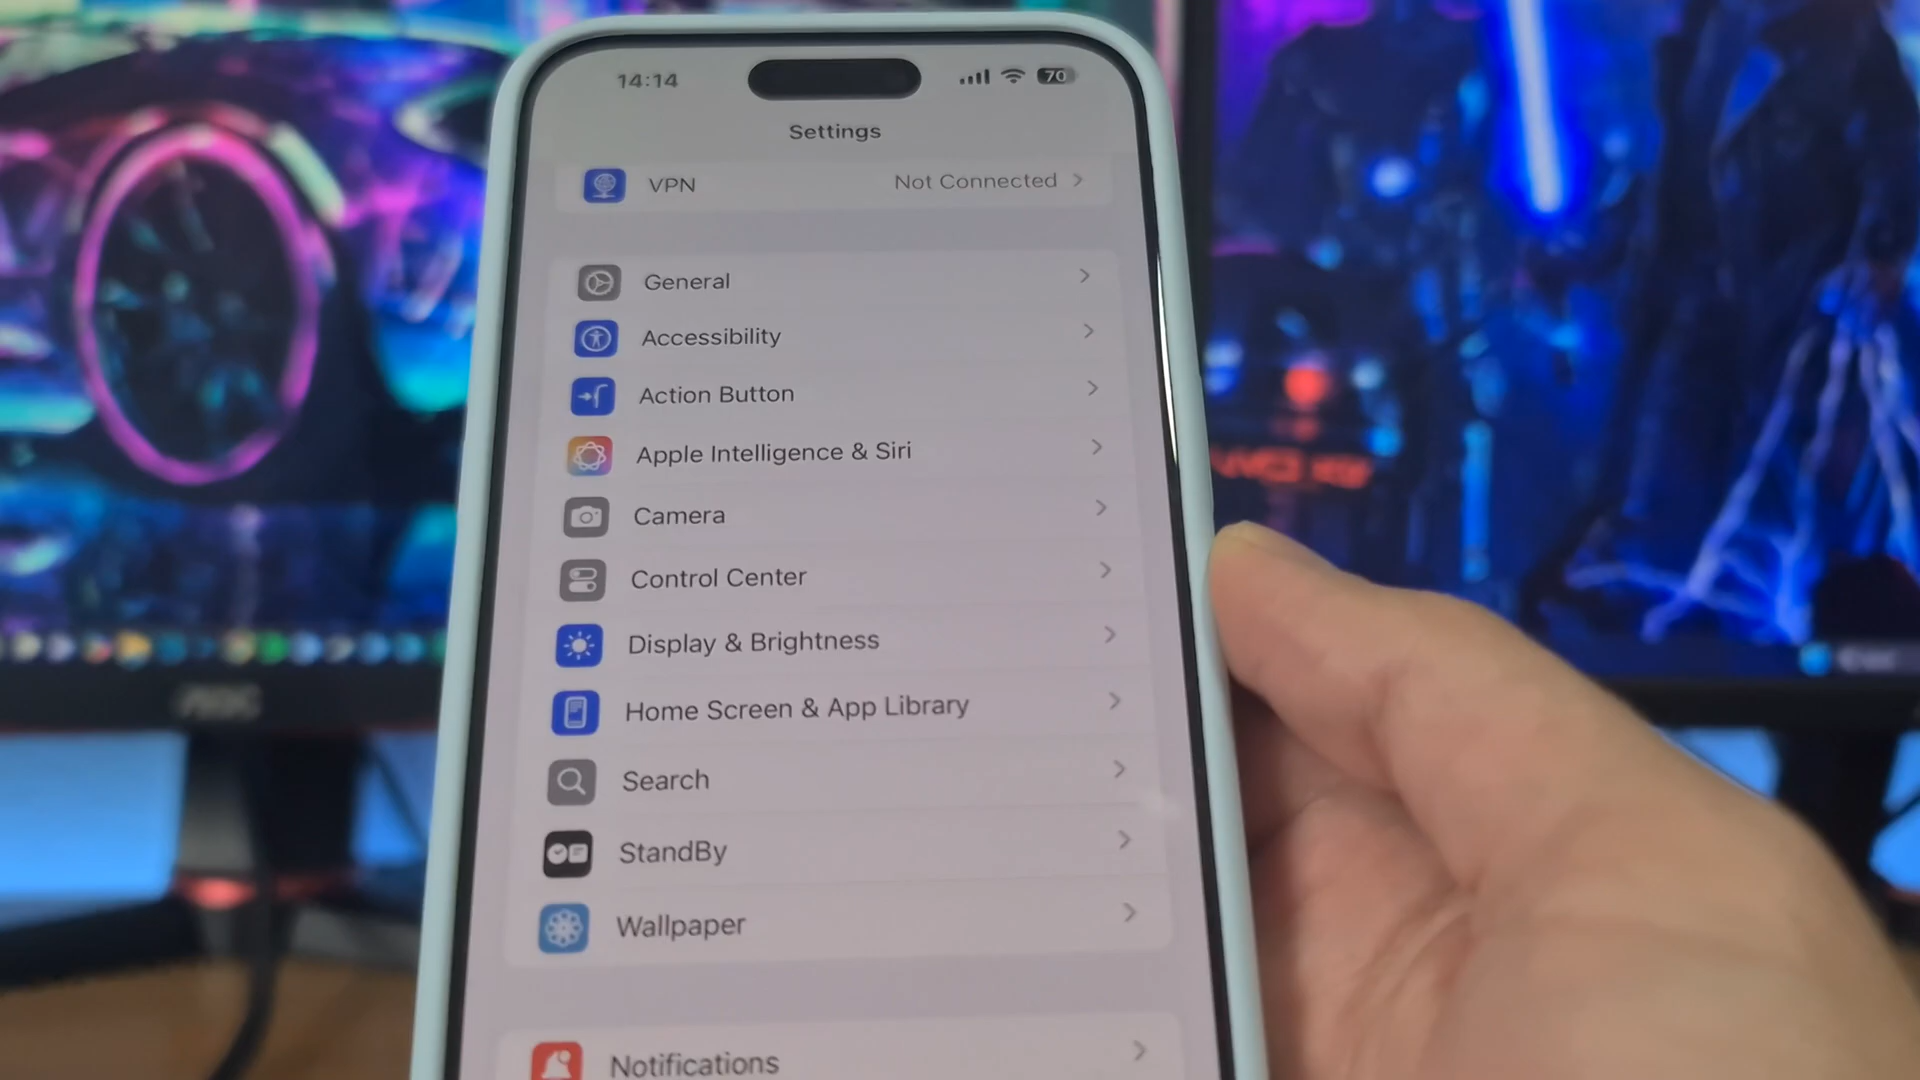 14:14
70
Settings
VPN Not Connected
General
Accessibility
Action Button
Apple Intelligence & Siri
Camera
Control Center
Display & Brightness
Home Screen & App Library
Search
StandBy
Wallpaper
Notifications
AOC